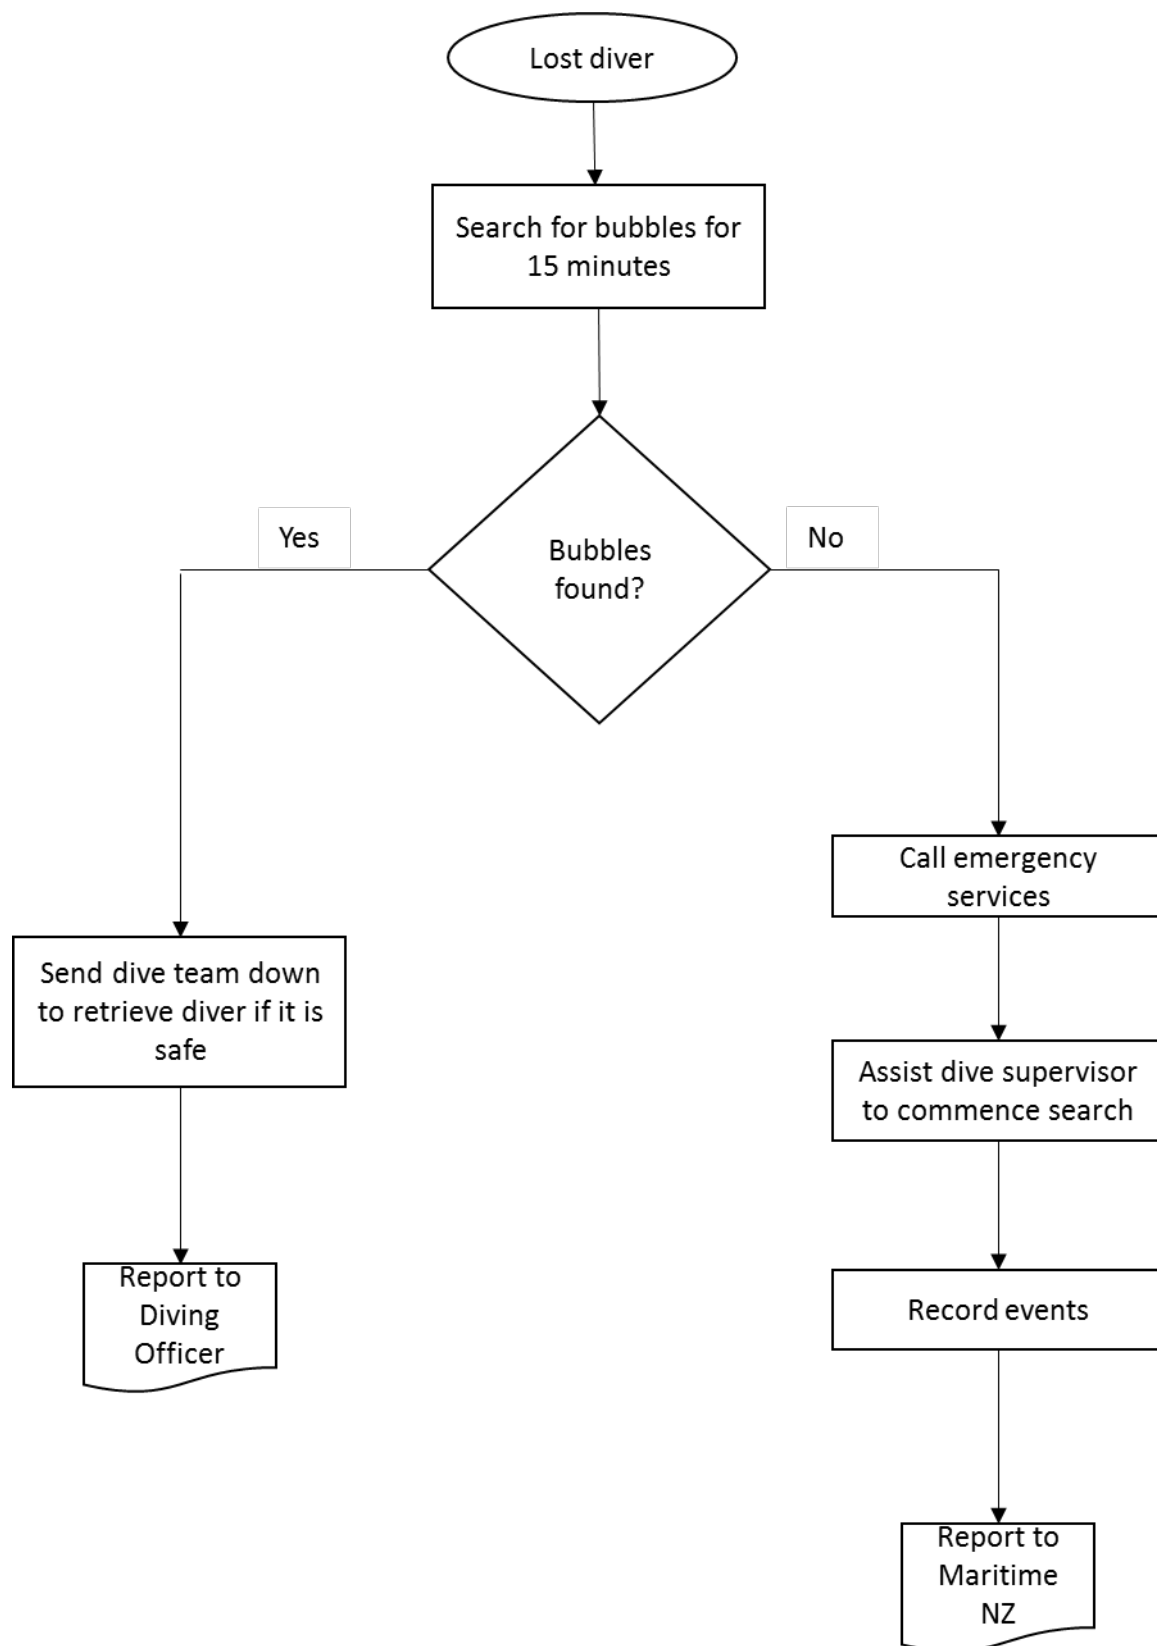 Lost diver
Search for bubbles for
15 minutes
Bubbles
found?
Yes
No
Send dive team down
to retrieve diver if it is
safe
Report to
Diving
Officer
Call emergency
services
Assist dive supervisor
to commence search
Record events
Report to
Maritime
NZ